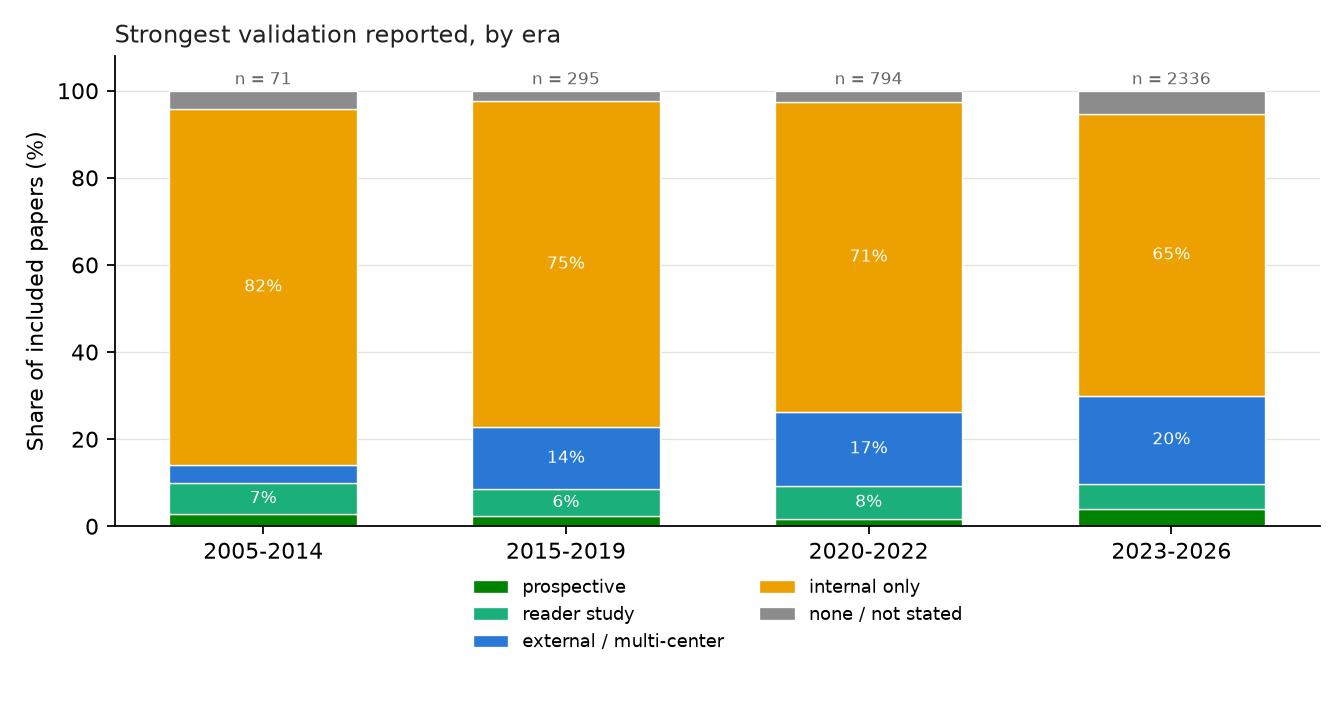 Strongest validation reported, by era
n = 71
n = 295
n = 794
n = 2336
Share of included papers (%)
100
80
60
40
20
0
82%
75%
71%
65%
14%
17%
20%
7%
6%
8%
2005-2014
2015-2019
2020-2022
2023-2026
prospective
reader study
external / multi-center
internal only
none / not stated